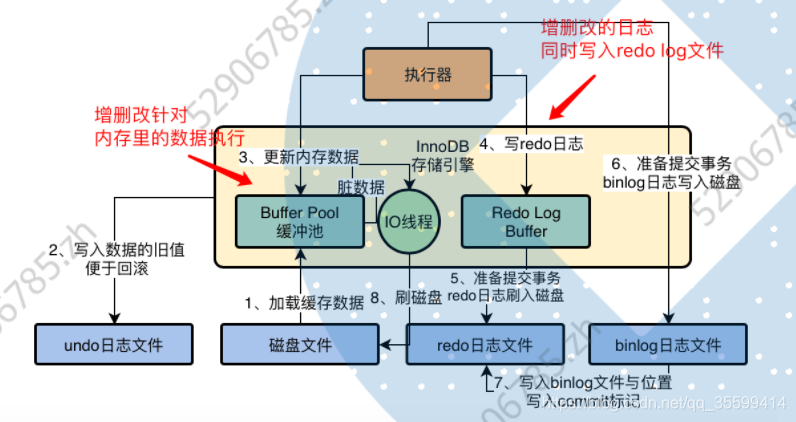 增删改的日志
同时写入redo log文件
执行器
增删改针对
内存里的数据执行
InnoDB
存储引擎
3、更新内存数据
4、写redo日志
6、准备提交事务
binlog日志写入磁盘
脏数据
Buffer Pool
缓冲池
IO线程
Redo Log
Buffer
2、写入数据的旧值
便于回滚
5、准备提交事务
redo日志刷入磁盘
1、加载缓存数据
8、刷磁盘
undo日志文件
磁盘文件
redo日志文件
binlog日志文件
7、写入binlog文件与位置
写入commit标记
52906785.zh
52906785
6785.zh
52906785.zh
net/qq_35599414